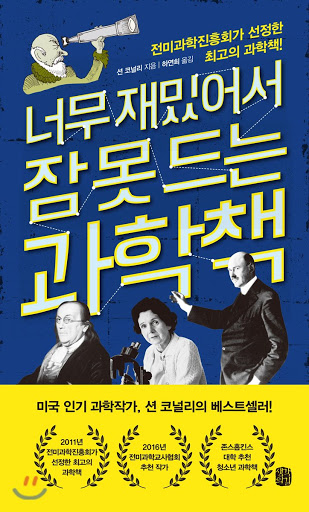 전미과학진흥회가 선정한
최고의 과학책!
션 코널리 지음 | 하연희 옮김
너무 재밌어서
잠 못 드는
과학책
미국 인기 과학작가, 션 코널리의 베스트셀러!
2011년
전미과학진흥회가
선정한 최고의
과학책
2016년
전미과학교사협회
추천 작가
존스홉킨스
대학 추천
청소년 과학책
생각의길